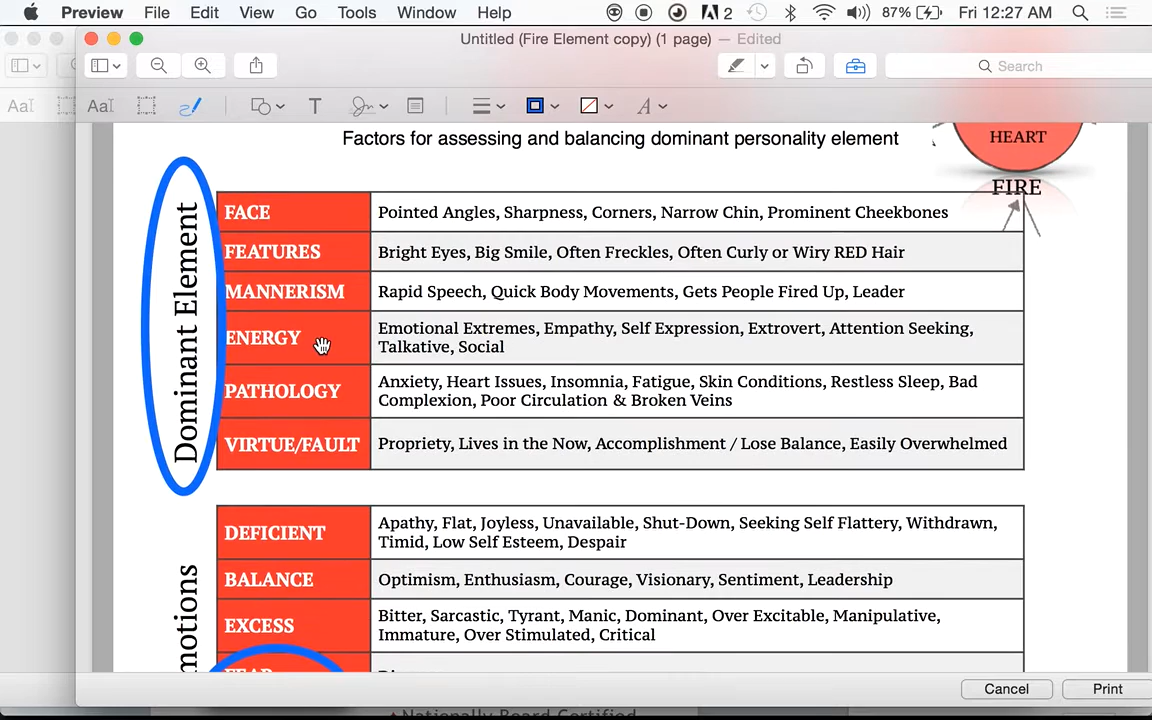 Preview File Edit View Go Tools Window Help 2 87% Fri 12:27 AM
Untitled (Fire Element copy) (1 page) — Edited
Search
AaI AaI T A
Factors for assessing and balancing dominant personality element
HEART
FIRE
Dominant Element
FACE Pointed Angles, Sharpness, Corners, Narrow Chin, Prominent Cheekbones
FEATURES Bright Eyes, Big Smile, Often Freckles, Often Curly or Wiry RED Hair
MANNERISM Rapid Speech, Quick Body Movements, Gets People Fired Up, Leader
ENERGY Emotional Extremes, Empathy, Self Expression, Extrovert, Attention Seeking,
Talkative, Social
PATHOLOGY Anxiety, Heart Issues, Insomnia, Fatigue, Skin Conditions, Restless Sleep, Bad
Complexion, Poor Circulation & Broken Veins
VIRTUE/FAULT Propriety, Lives in the Now, Accomplishment / Lose Balance, Easily Overwhelmed
motions
DEFICIENT Apathy, Flat, Joyless, Unavailable, Shut-Down, Seeking Self Flattery, Withdrawn,
Timid, Low Self Esteem, Despair
BALANCE Optimism, Enthusiasm, Courage, Visionary, Sentiment, Leadership
EXCESS Bitter, Sarcastic, Tyrant, Manic, Dominant, Over Excitable, Manipulative,
Immature, Over Stimulated, Critical
FEAR
Cancel Print
Nationally Board Certified